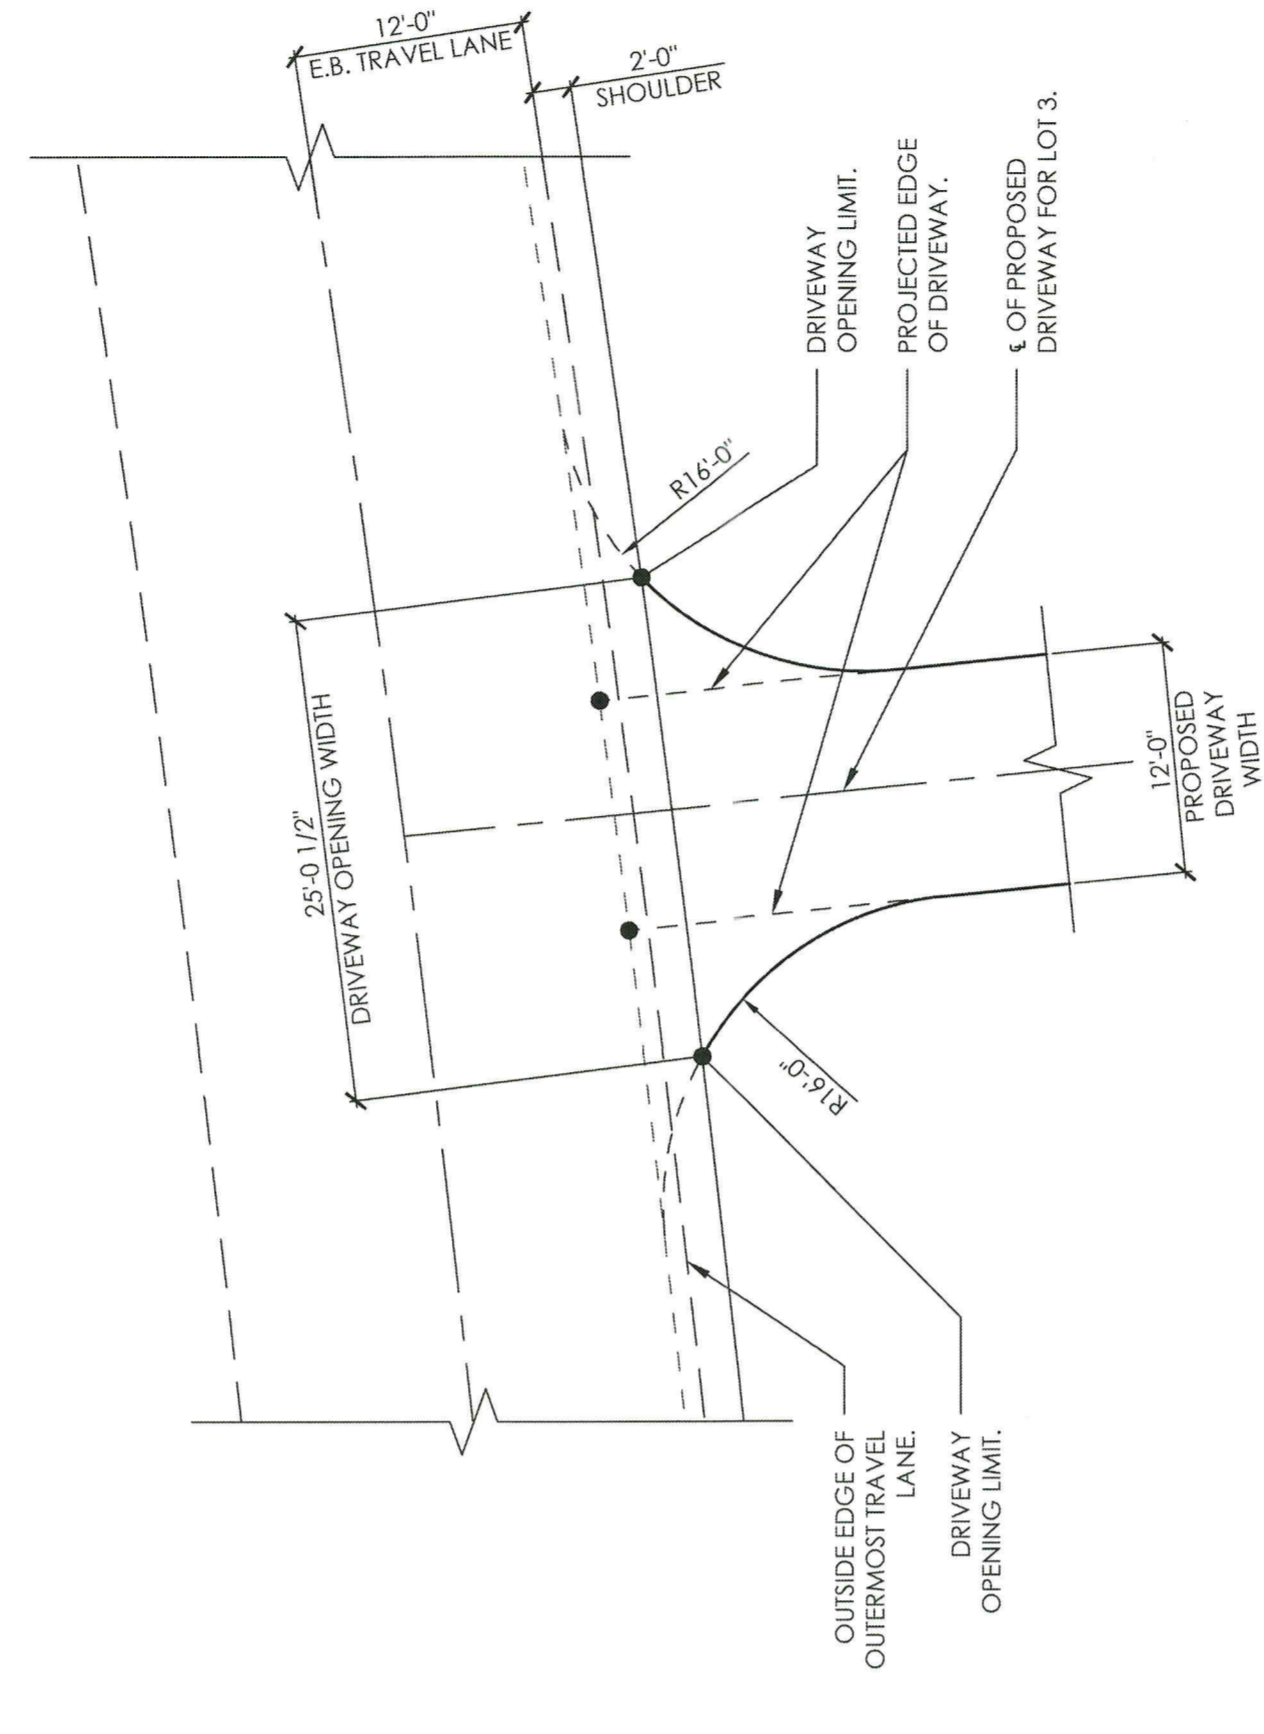 12'-0"
E.B. TRAVEL LANE
2'-0"
SHOULDER
DRIVEWAY
OPENING LIMIT.
PROJECTED EDGE
OF DRIVEWAY.
℄ OF PROPOSED
DRIVEWAY FOR LOT 3.
R16'-0"
25'-0 1/2"
DRIVEWAY OPENING WIDTH
12'-0"
PROPOSED
DRIVEWAY
WIDTH
R16'-0"
OUTSIDE EDGE OF
OUTERMOST TRAVEL
LANE.
DRIVEWAY
OPENING LIMIT.